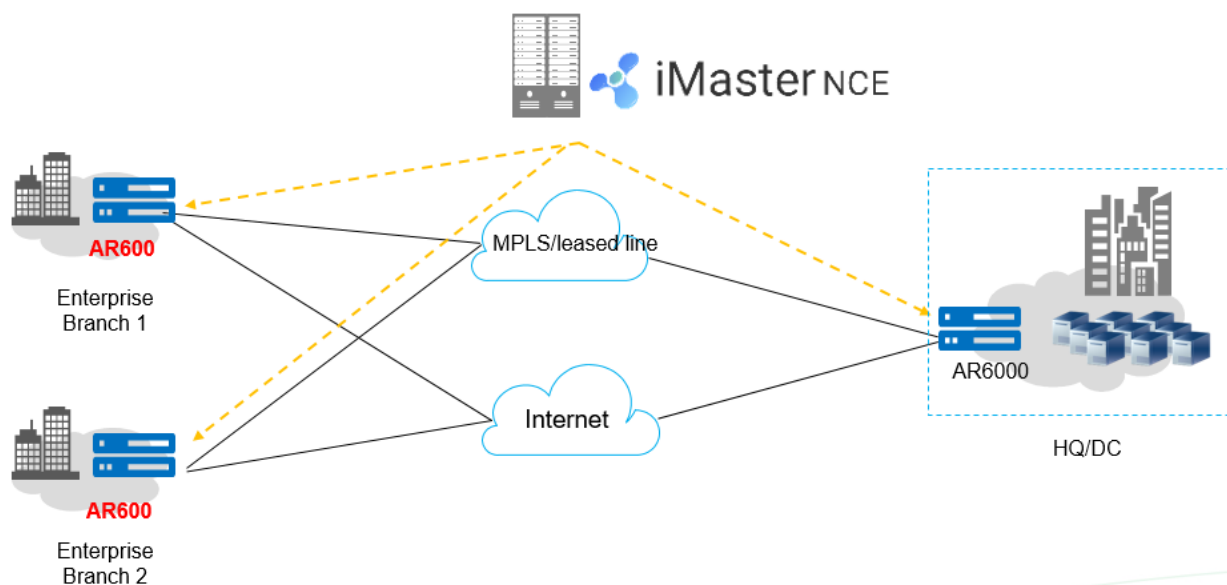 iMaster NCE
AR600
Enterprise
Branch 1
MPLS/leased line
AR6000
HQ/DC
Internet
AR600
Enterprise
Branch 2